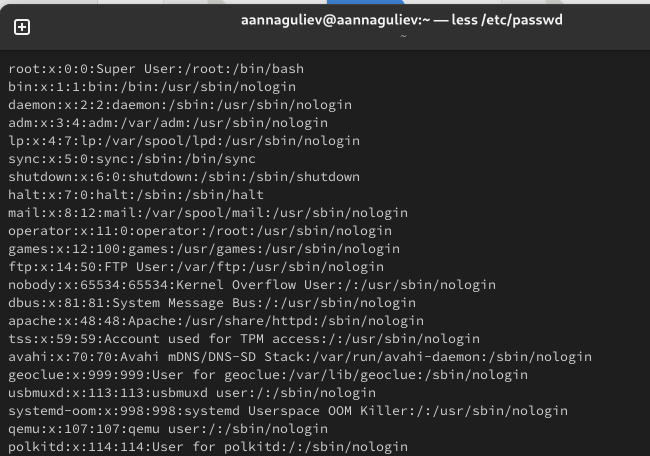 aannaguliev@aannaguliev:~ — less /etc/passwd
~
root:x:0:0:Super User:/root:/bin/bash
bin:x:1:1:bin:/bin:/usr/sbin/nologin
daemon:x:2:2:daemon:/sbin:/usr/sbin/nologin
adm:x:3:4:adm:/var/adm:/usr/sbin/nologin
lp:x:4:7:lp:/var/spool/lpd:/usr/sbin/nologin
sync:x:5:0:sync:/sbin:/bin/sync
shutdown:x:6:0:shutdown:/sbin:/sbin/shutdown
halt:x:7:0:halt:/sbin:/sbin/halt
mail:x:8:12:mail:/var/spool/mail:/usr/sbin/nologin
operator:x:11:0:operator:/root:/usr/sbin/nologin
games:x:12:100:games:/usr/games:/usr/sbin/nologin
ftp:x:14:50:FTP User:/var/ftp:/usr/sbin/nologin
nobody:x:65534:65534:Kernel Overflow User:/:/usr/sbin/nologin
dbus:x:81:81:System Message Bus:/:/usr/sbin/nologin
apache:x:48:48:Apache:/usr/share/httpd:/sbin/nologin
tss:x:59:59:Account used for TPM access:/:/usr/sbin/nologin
avahi:x:70:70:Avahi mDNS/DNS-SD Stack:/var/run/avahi-daemon:/sbin/nologin
geoclue:x:999:999:User for geoclue:/var/lib/geoclue:/sbin/nologin
usbmuxd:x:113:113:usbmuxd user:/:/sbin/nologin
systemd-oom:x:998:998:systemd Userspace OOM Killer:/:/usr/sbin/nologin
qemu:x:107:107:qemu user:/:/sbin/nologin
polkitd:x:114:114:User for polkitd:/:/sbin/nologin